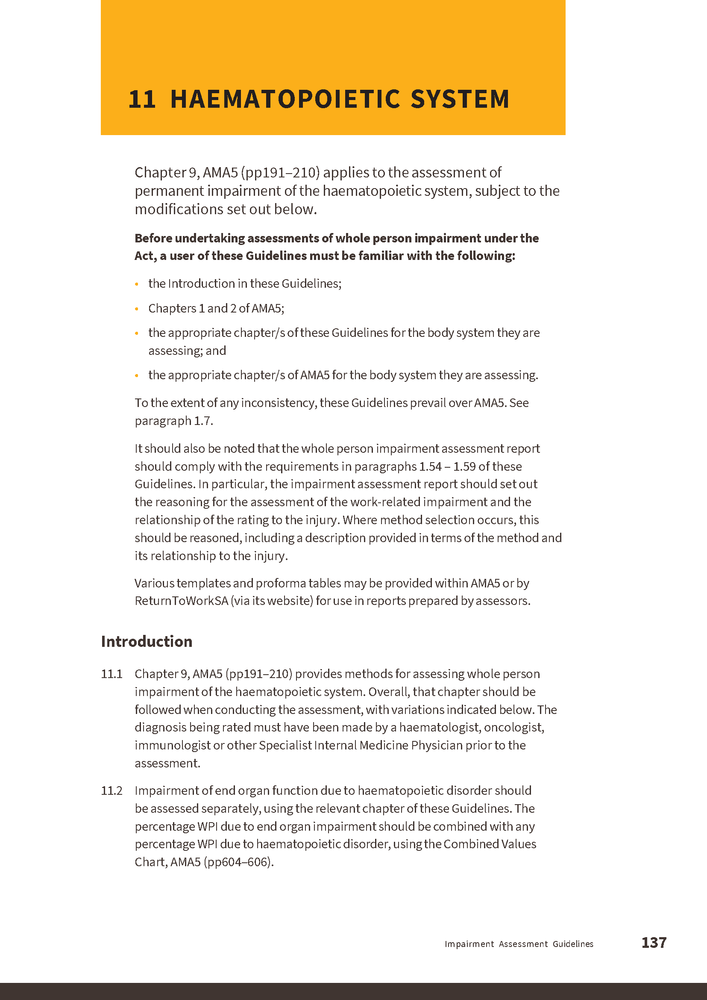 11 HAEMATOPOIETIC SYSTEM
Chapter 9, AMA5 (pp191–210) applies to the assessment of
permanent impairment of the haematopoietic system, subject to the
modifications set out below.
Before undertaking assessments of whole person impairment under the
Act, a user of these Guidelines must be familiar with the following:
• the Introduction in these Guidelines;
• Chapters 1 and 2 of AMA5;
• the appropriate chapter/s of these Guidelines for the body system they are
assessing; and
• the appropriate chapter/s of AMA5 for the body system they are assessing.
To the extent of any inconsistency, these Guidelines prevail over AMA5. See
paragraph 1.7.
It should also be noted that the whole person impairment assessment report
should comply with the requirements in paragraphs 1.54 – 1.59 of these
Guidelines. In particular, the impairment assessment report should set out
the reasoning for the assessment of the work-related impairment and the
relationship of the rating to the injury. Where method selection occurs, this
should be reasoned, including a description provided in terms of the method and
its relationship to the injury.
Various templates and proforma tables may be provided within AMA5 or by
ReturnToWorkSA (via its website) for use in reports prepared by assessors.
Introduction
11.1 Chapter 9, AMA5 (pp191–210) provides methods for assessing whole person
impairment of the haematopoietic system. Overall, that chapter should be
followed when conducting the assessment, with variations indicated below. The
diagnosis being rated must have been made by a haematologist, oncologist,
immunologist or other Specialist Internal Medicine Physician prior to the
assessment.
11.2 Impairment of end organ function due to haematopoietic disorder should
be assessed separately, using the relevant chapter of these Guidelines. The
percentage WPI due to end organ impairment should be combined with any
percentage WPI due to haematopoietic disorder, using the Combined Values
Chart, AMA5 (pp604–606).
Impairment Assessment Guidelines 137